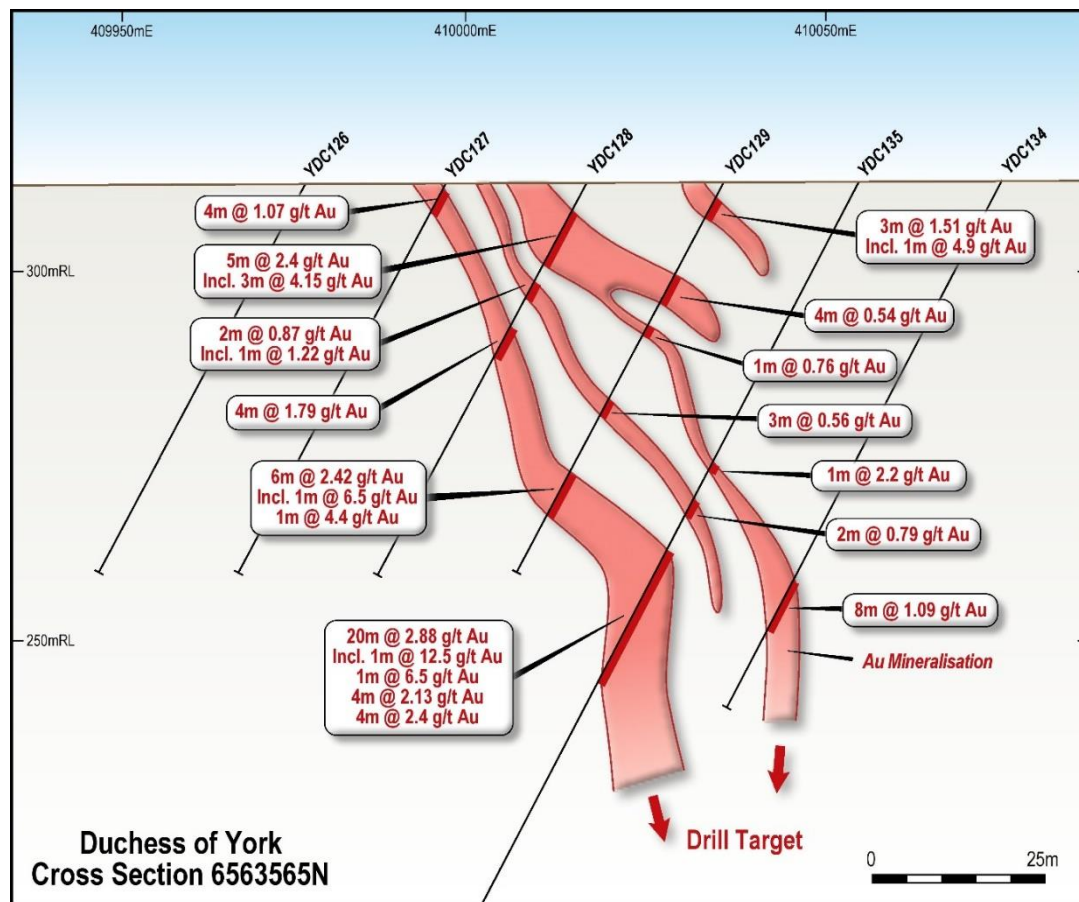 409950mE
410000mE
410050mE
YDC126
YDC127
YDC128
YDC129
YDC135
YDC134
4m @ 1.07 g/t Au
5m @ 2.4 g/t Au
Incl. 3m @ 4.15 g/t Au
2m @ 0.87 g/t Au
Incl. 1m @ 1.22 g/t Au
4m @ 1.79 g/t Au
6m @ 2.42 g/t Au
Incl. 1m @ 6.5 g/t Au
1m @ 4.4 g/t Au
20m @ 2.88 g/t Au
Incl. 1m @ 12.5 g/t Au
1m @ 6.5 g/t Au
4m @ 2.13 g/t Au
4m @ 2.4 g/t Au
3m @ 1.51 g/t Au
Incl. 1m @ 4.9 g/t Au
4m @ 0.54 g/t Au
1m @ 0.76 g/t Au
3m @ 0.56 g/t Au
1m @ 2.2 g/t Au
2m @ 0.79 g/t Au
8m @ 1.09 g/t Au
Au Mineralisation
300mRL
250mRL
Drill Target
Duchess of York
Cross Section 6563565N
0
25m